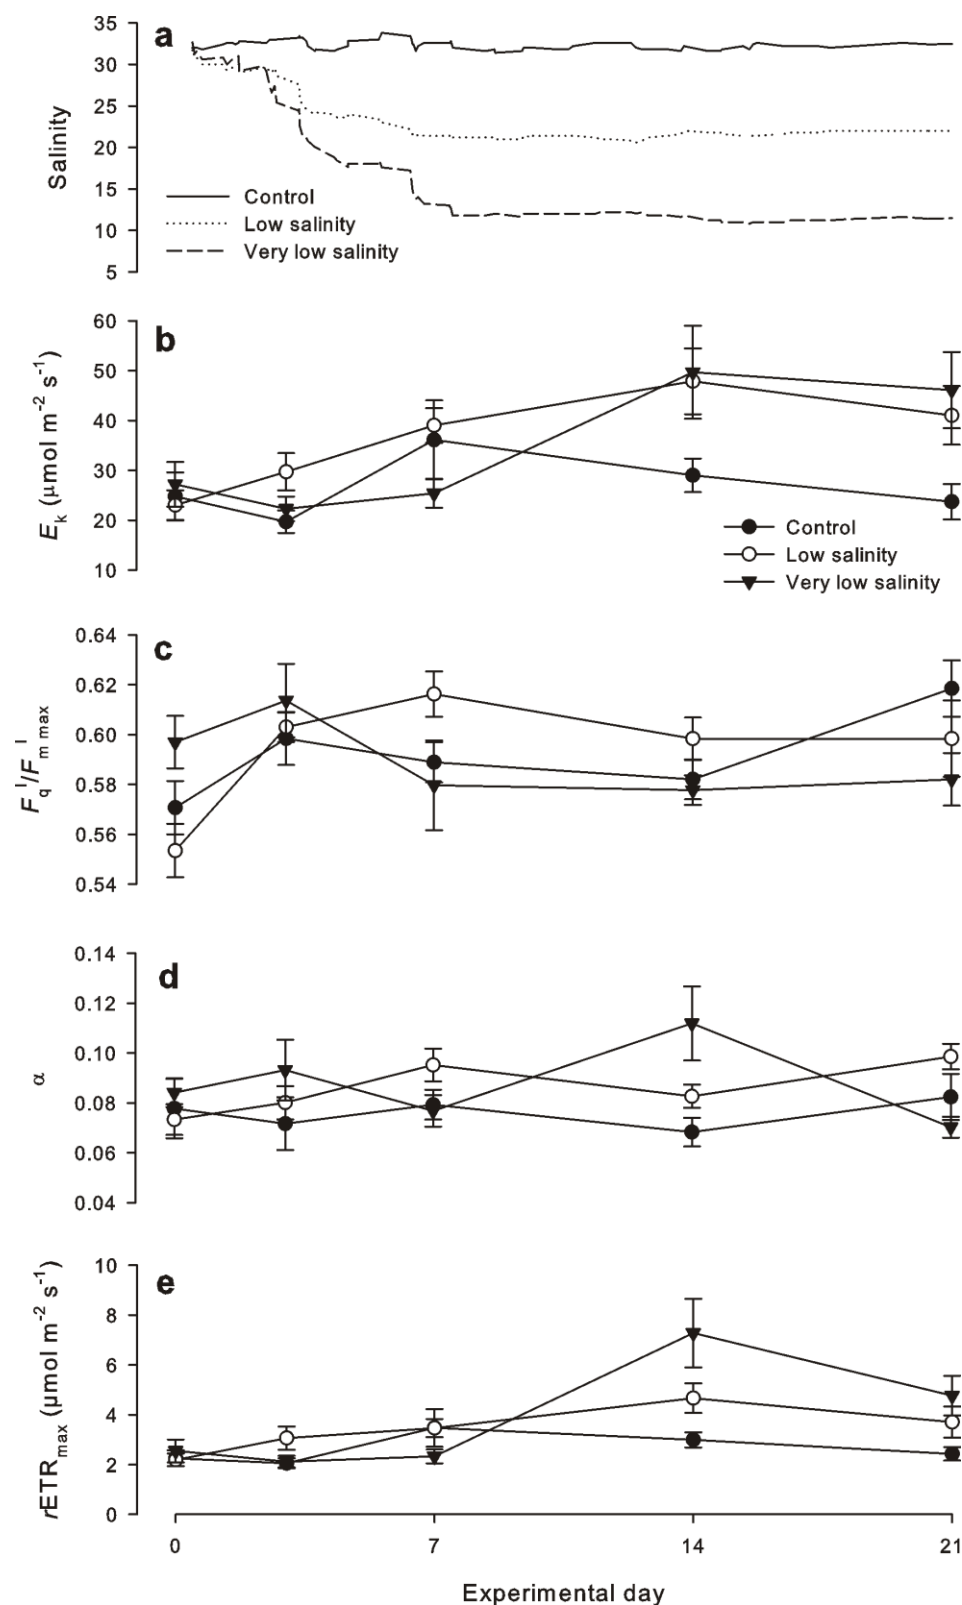 a
35
30
25
20
15
10
5
Salinity
Control
Low salinity
Very low salinity
b
60
50
40
30
20
10
Eₖ (μmol m⁻² s⁻¹)
Control
Low salinity
Very low salinity
c
0.64
0.62
0.60
0.58
0.56
0.54
F_q^I/F_m^I max
d
0.14
0.12
0.10
0.08
0.06
0.04
α
e
10
8
6
4
2
0
rETR_max (μmol m⁻² s⁻¹)
0 7 14 21
Experimental day